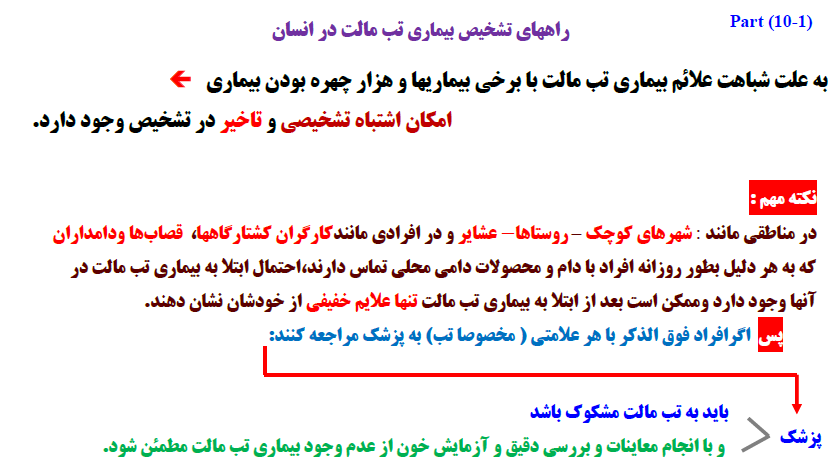 Part (10-1)
راههای تشخیص بیماری تب مالت در انسان
به علت شباهت علائم بیماری تب مالت با برخی بیماریها و هزار چهره بودن بیماری
امکان اشتباه تشخیصی و تاخیر در تشخیص وجود دارد.
نکته مهم :
در مناطقی مانند : شهرهای کوچک – روستاها– عشایر و در افرادی مانندکارگران کشتارگاهها، قصاب‌ها ودامداران
که به هر دلیل بطور روزانه افراد با دام و محصولات دامی محلی تماس دارند،احتمال ابتلا به بیماری تب مالت در
آنها وجود دارد وممکن است بعد از ابتلا به بیماری تب مالت تنها علایم خفیفی از خودشان نشان دهند.
پس اگرافراد فوق الذکر با هر علامتی ( مخصوصا تب) به پزشک مراجعه کنند:
باید به تب مالت مشکوک باشد
پزشک
و با انجام معاینات و بررسی دقیق و آزمایش خون از عدم وجود بیماری تب مالت مطمئن شود.